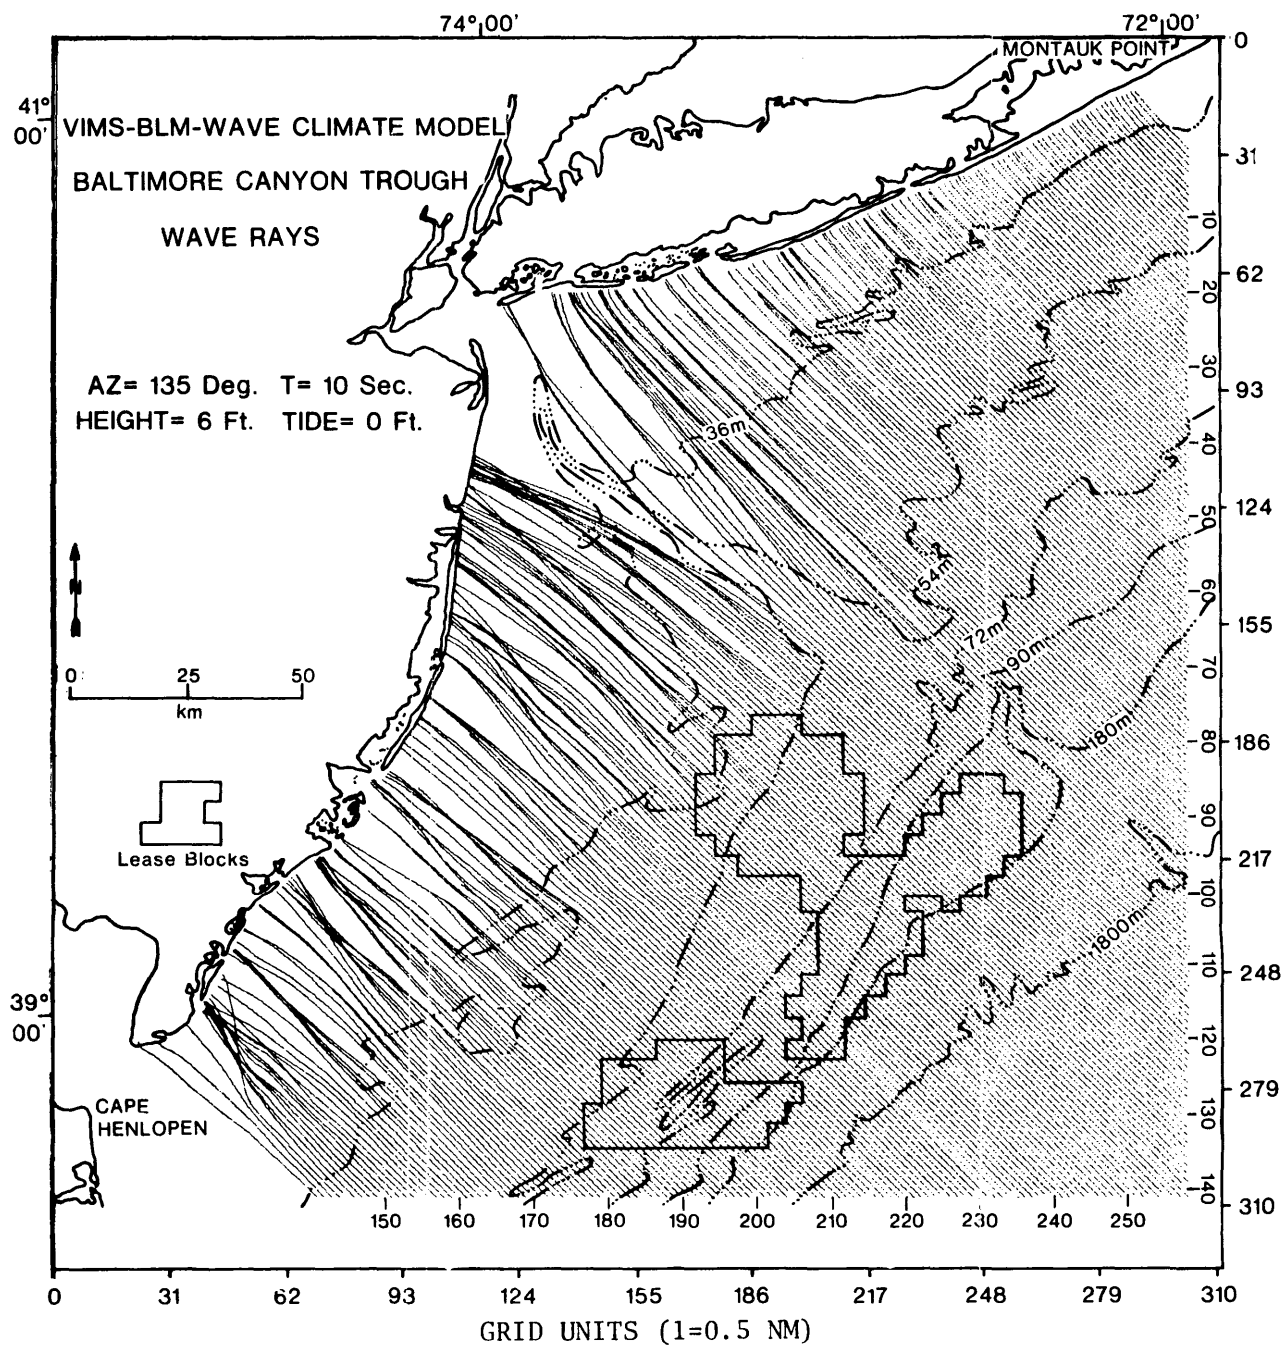 74°00'
72°00'
MONTAUK POINT
0
41°
00'
VIMS-BLM-WAVE CLIMATE MODEL
BALTIMORE CANYON TROUGH
WAVE RAYS
31
10
62
20
AZ= 135 Deg. T= 10 Sec.
HEIGHT= 6 Ft. TIDE= 0 Ft.
30
93
36m
40
124
50
54m
60
N
155
72m
90m
70
0 25 50
km
180m
80
186
90
Lease Blocks
217
100
1800m
110
248
39°
00'
120
279
130
CAPE
HENLOPEN
140
310
150 160 170 180 190 200 210 220 230 240 250
0 31 62 93 124 155 186 217 248 279 310
GRID UNITS (1=0.5 NM)